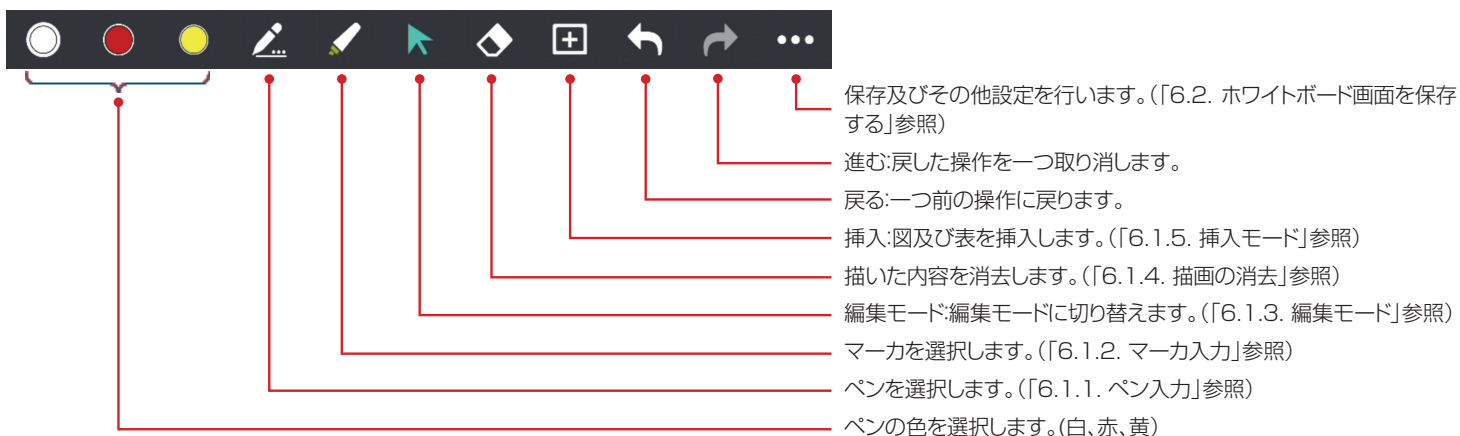 保存及びその他設定を行います。(「6.2. ホワイトボード画面を保存
する」参照)
進む:戻した操作を一つ取り消します。
戻る:一つ前の操作に戻ります。
挿入:図及び表を挿入します。(「6.1.5. 挿入モード」参照)
描いた内容を消去します。(「6.1.4. 描画の消去」参照)
編集モード:編集モードに切り替えます。(「6.1.3. 編集モード」参照)
マーカを選択します。(「6.1.2. マーカ入力」参照)
ペンを選択します。(「6.1.1. ペン入力」参照)
ペンの色を選択します。(白、赤、黄)